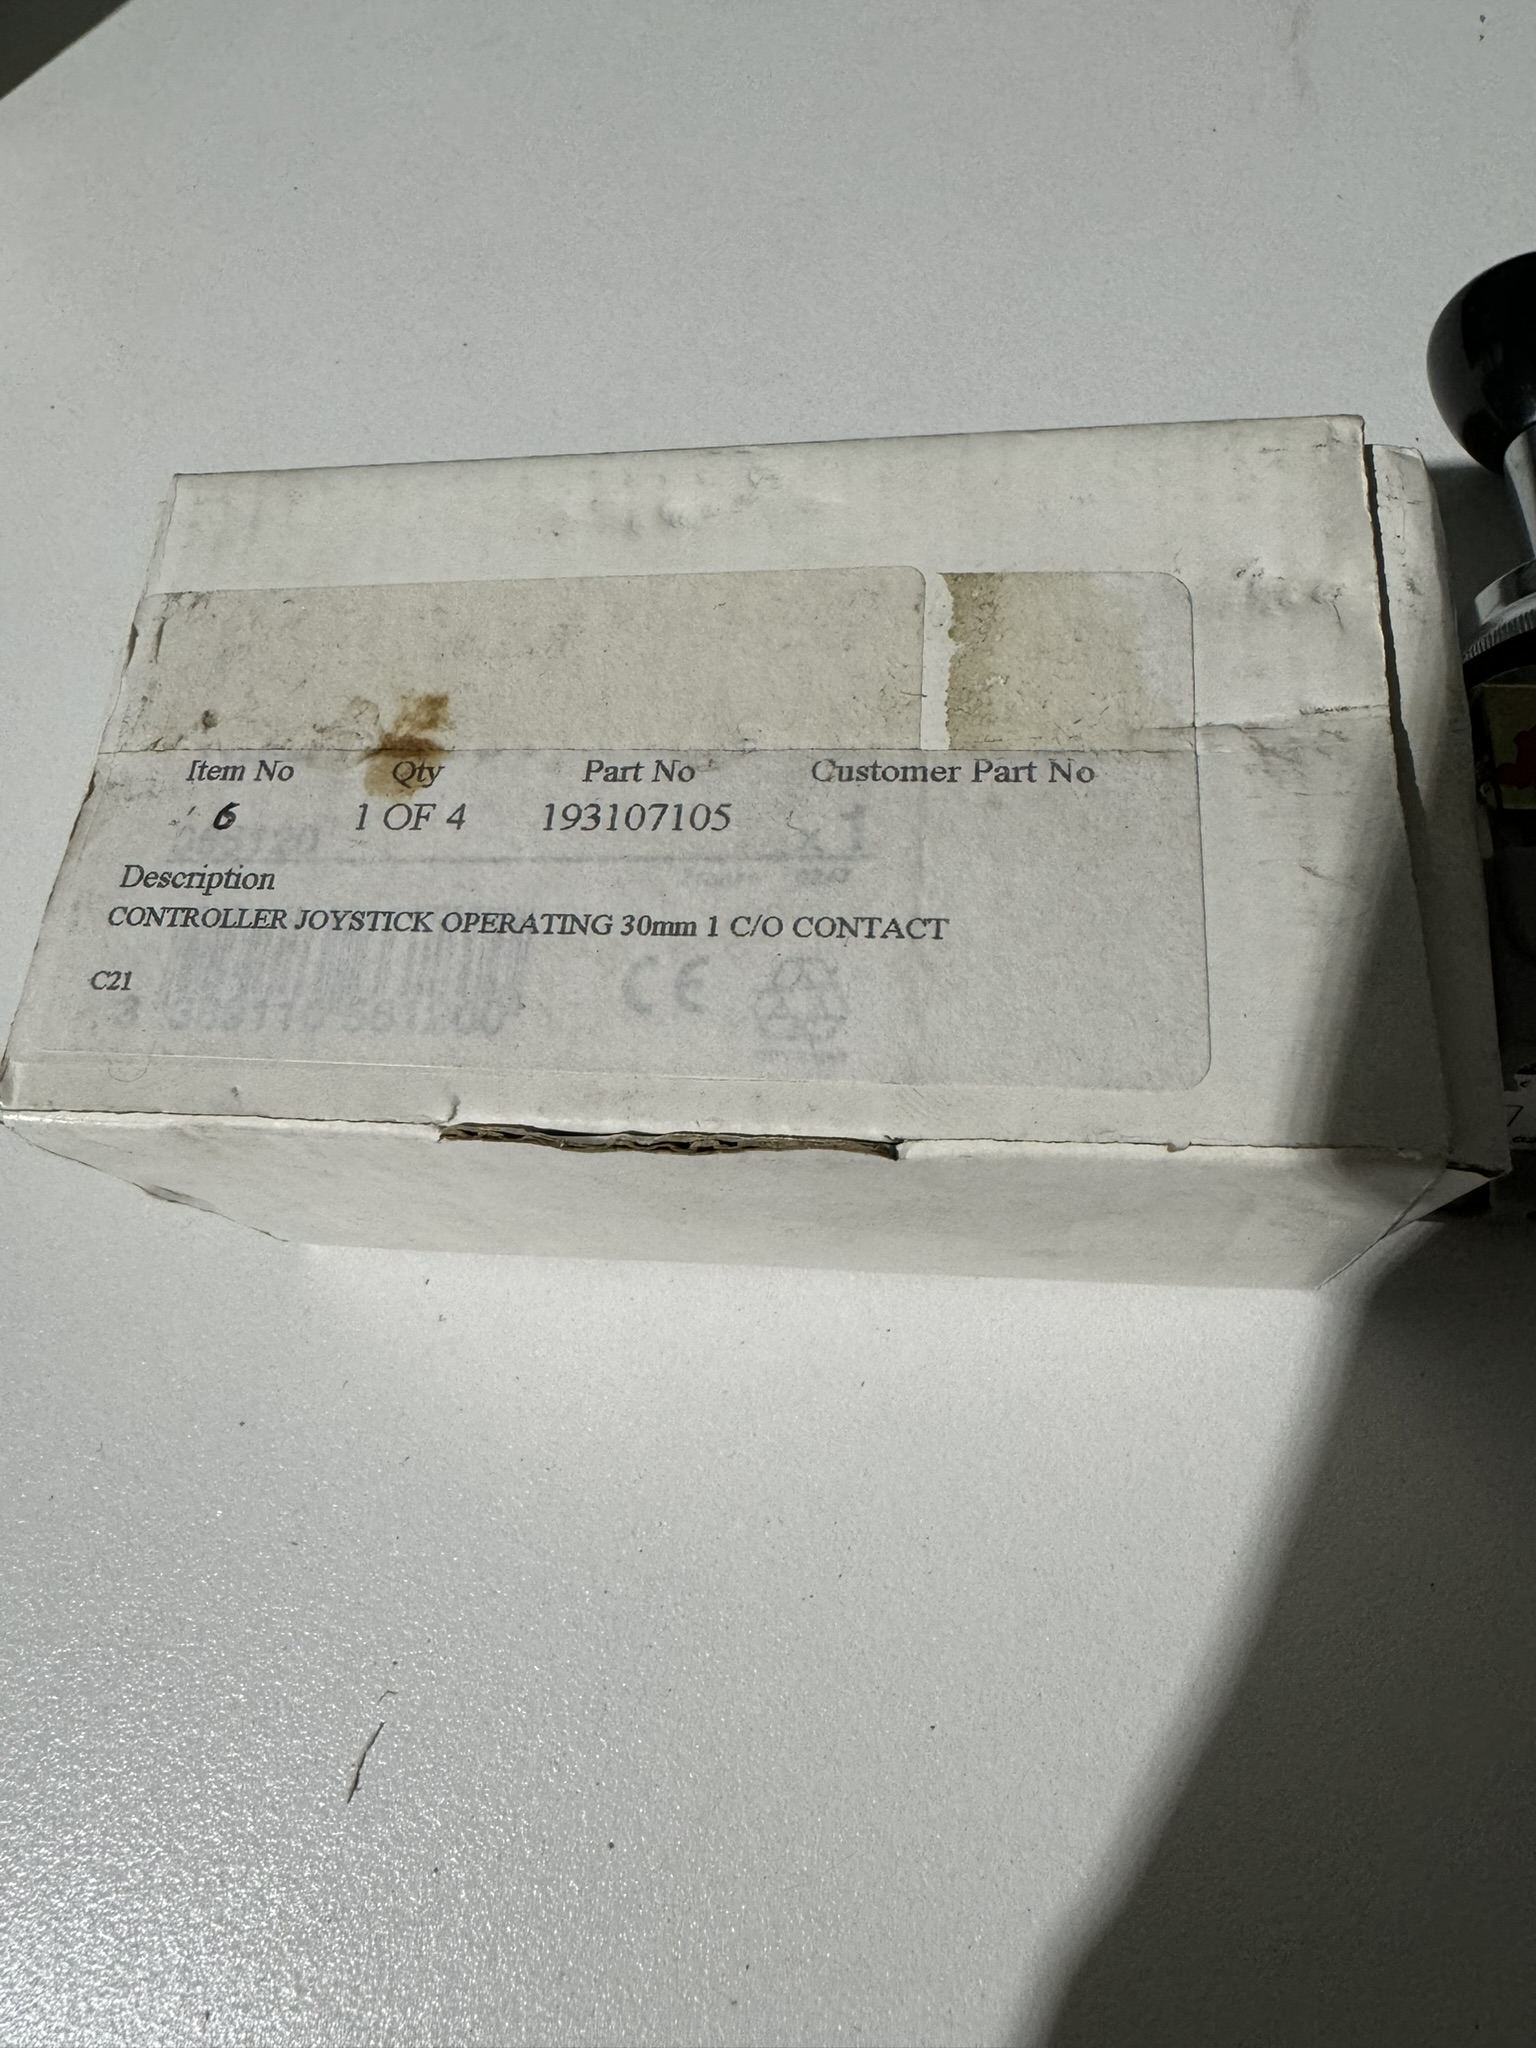 Item No Qty Part No Customer Part No
6 1 OF 4 193107105
Description
CONTROLLER JOYSTICK OPERATING 30mm 1 C/O CONTACT
C21